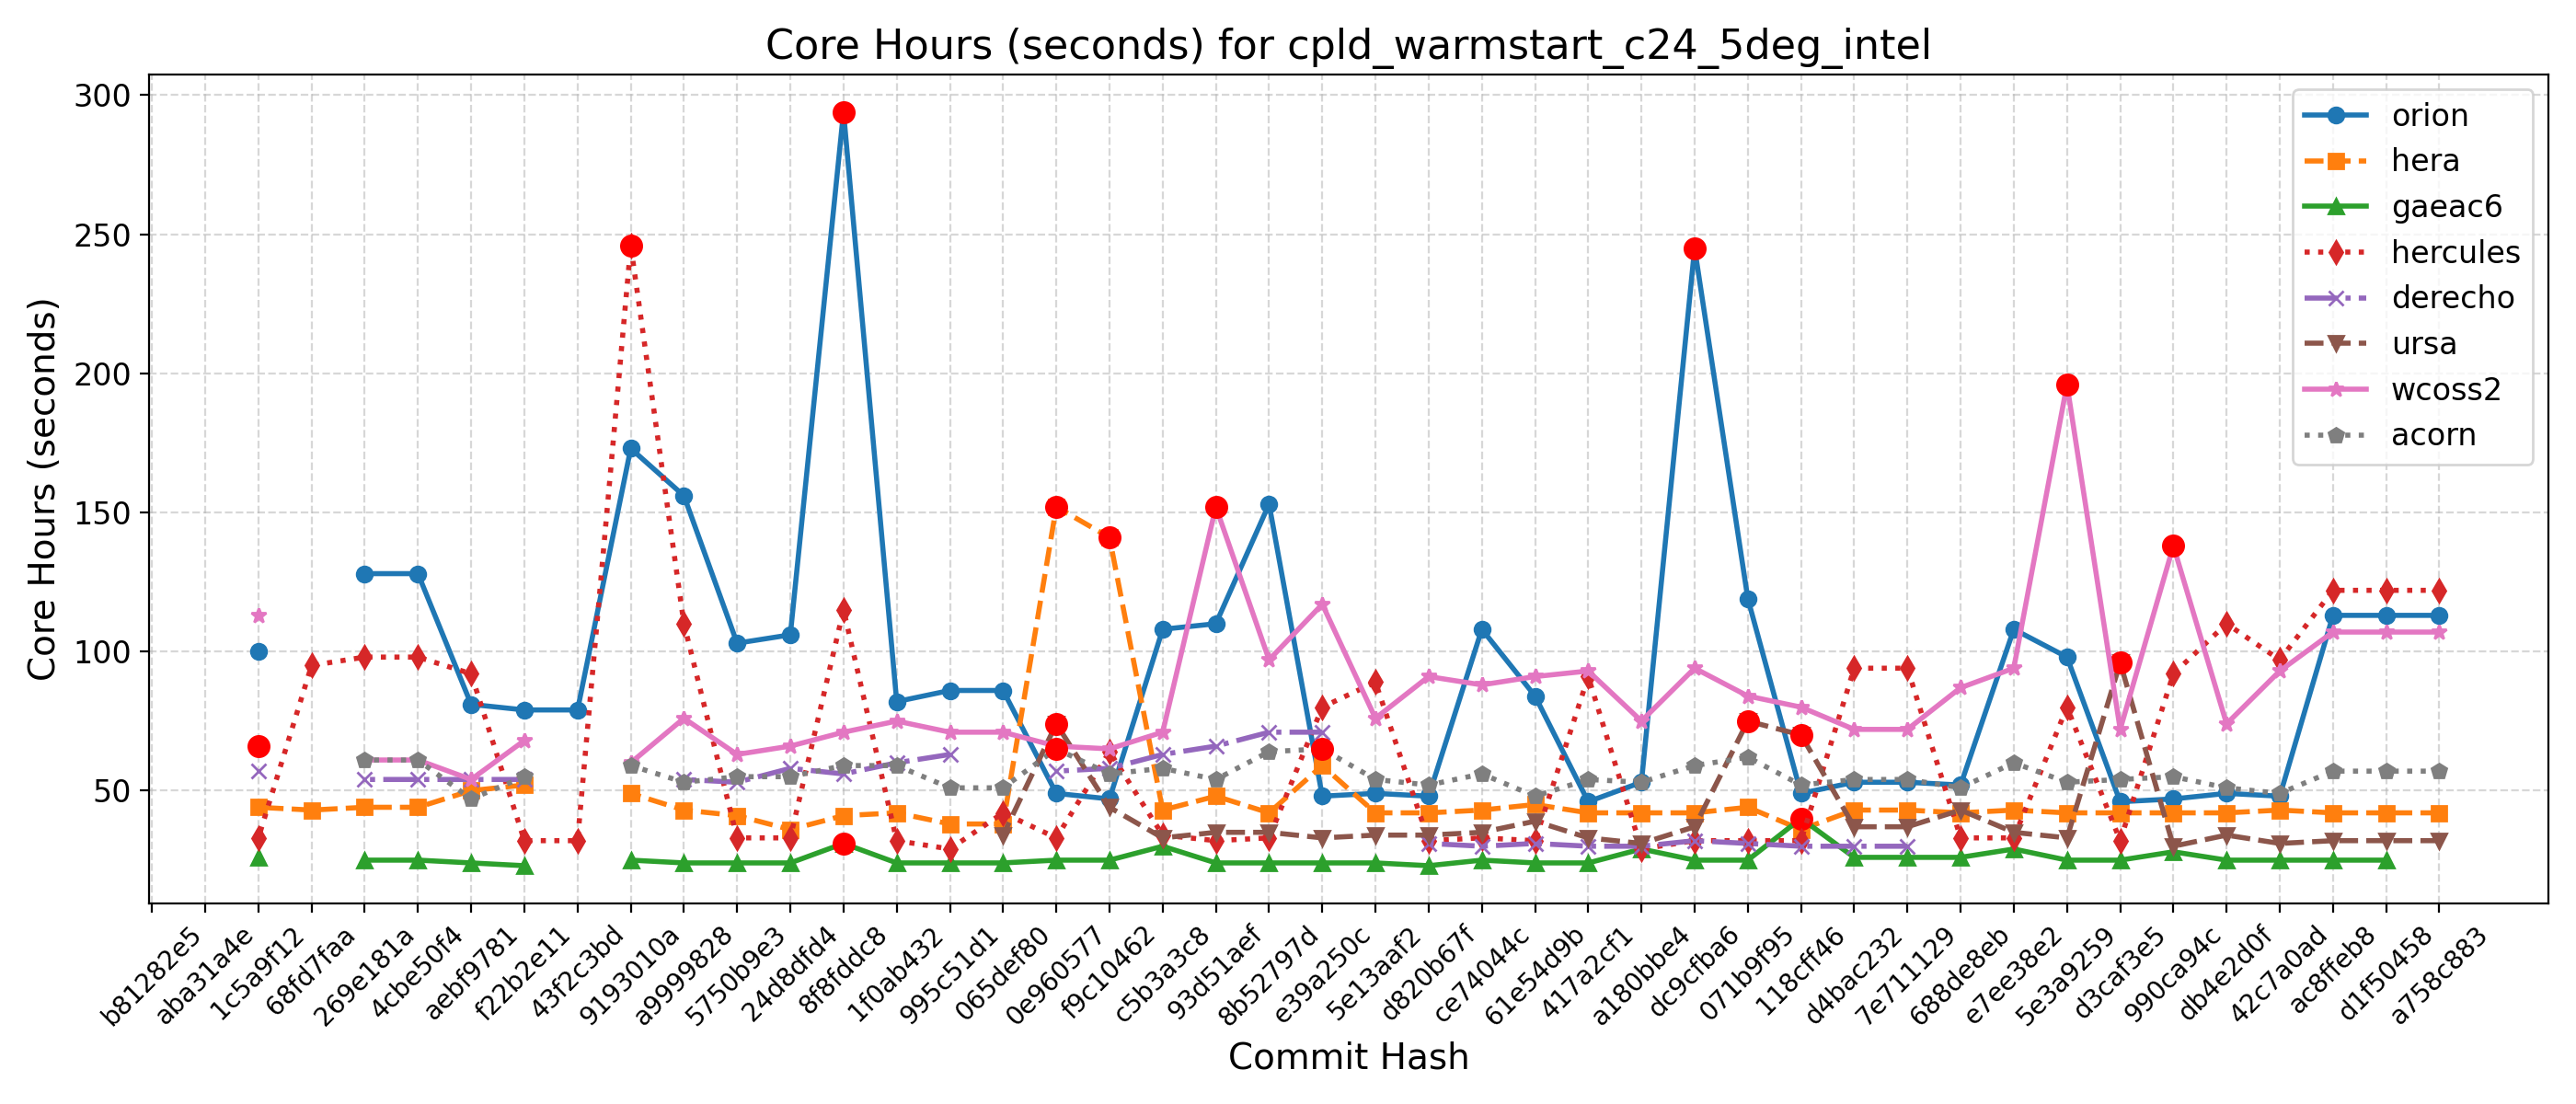 Core Hours (seconds) for cpld_warmstart_c24_5deg_intel
Core Hours (seconds)
300
250
200
150
100
50
orion
hera
gaeac6
hercules
derecho
ursa
wcoss2
acorn
b81282e5
aba31a4e
1c5a9f12
68fd7faa
269e181a
4cbe50f4
aebf9781
f22b2e11
43f2c3bd
9193010a
a9999828
5750b9e3
24d8dfd4
8f8fddc8
1f0ab432
995c51d1
065def80
0e960577
f9c10462
c5b3a3c8
93d51aef
8b52797d
e39a250c
5e13aaf2
d820b67f
ce74044c
61e54d9b
417a2cf1
a180bbe4
dc9cfba6
071b9f95
118cff46
d4bac232
7e711129
688de8eb
e7ee38e2
5e3a9259
d3caf3e5
990ca94c
db4e2d0f
42c7a0ad
ac8ffeb8
d1f50458
a758c883
Commit Hash